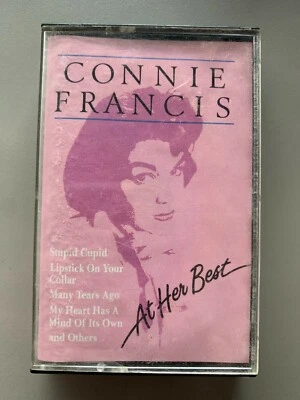 CONNIE
FRANCIS
Stupid Cupid
Lipstick On Your
Collar
Many Tears Ago
My Heart Has A
Mind Of Its Own
and Others
At Her Best